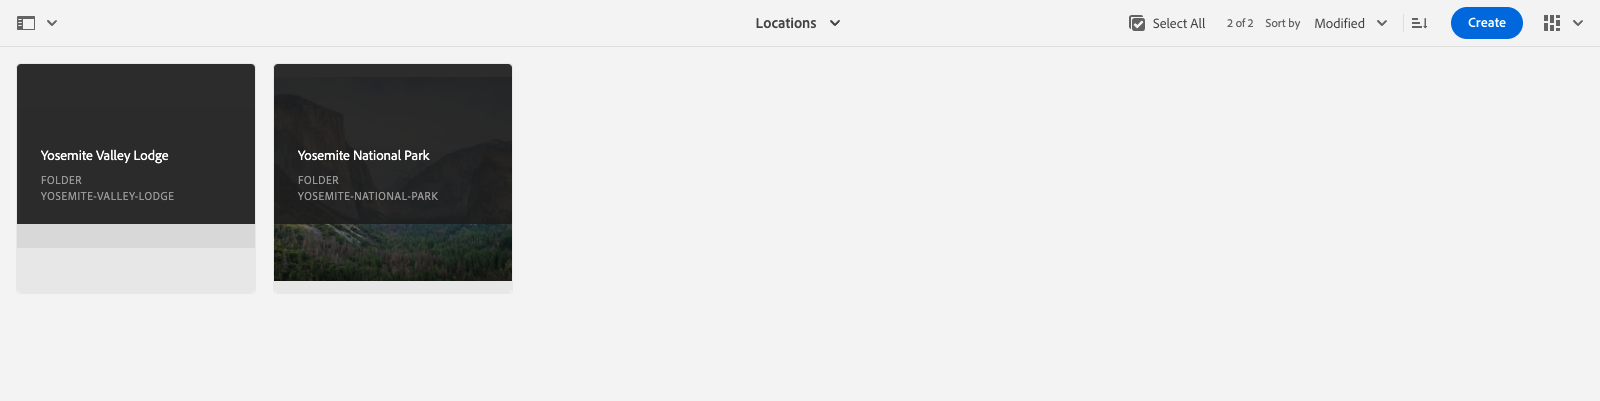 Locations
Select All 2 of 2 Sort by Modified Create
Yosemite Valley Lodge
FOLDER
YOSEMITE-VALLEY-LODGE
Yosemite National Park
FOLDER
YOSEMITE-NATIONAL-PARK